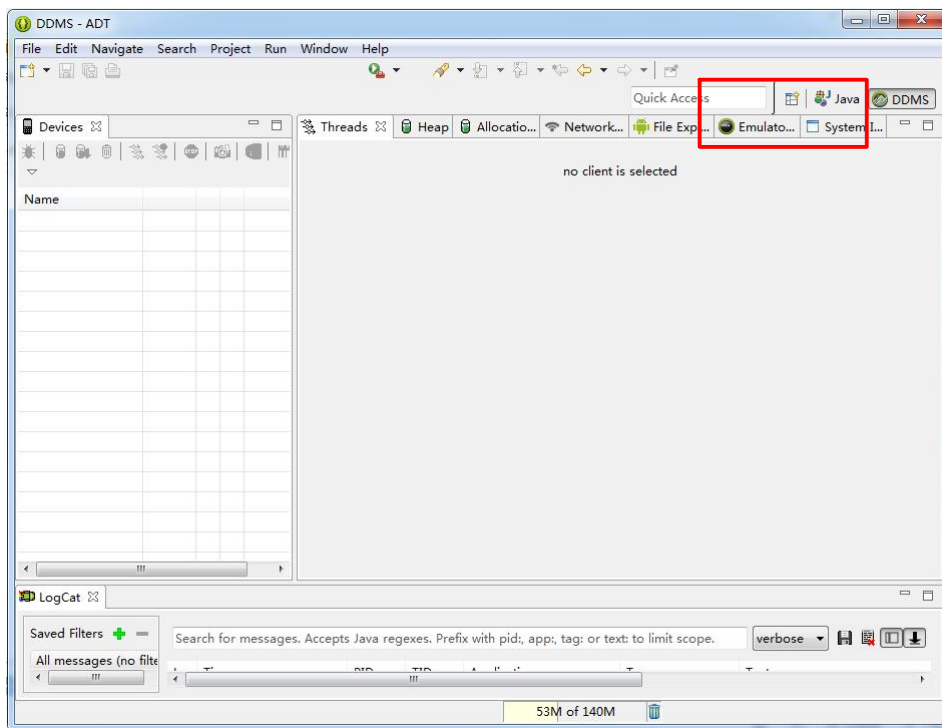 DDMS - ADT
File Edit Navigate Search Project Run Window Help
Quick Access Java DDMS
Devices Threads Heap Allocatio... Network... File Exp... Emulato... System I...
no client is selected
Name
LogCat
Saved Filters
Search for messages. Accepts Java regexes. Prefix with pid:, app:, tag: or text: to limit scope. verbose
All messages (no filte
53M of 140M